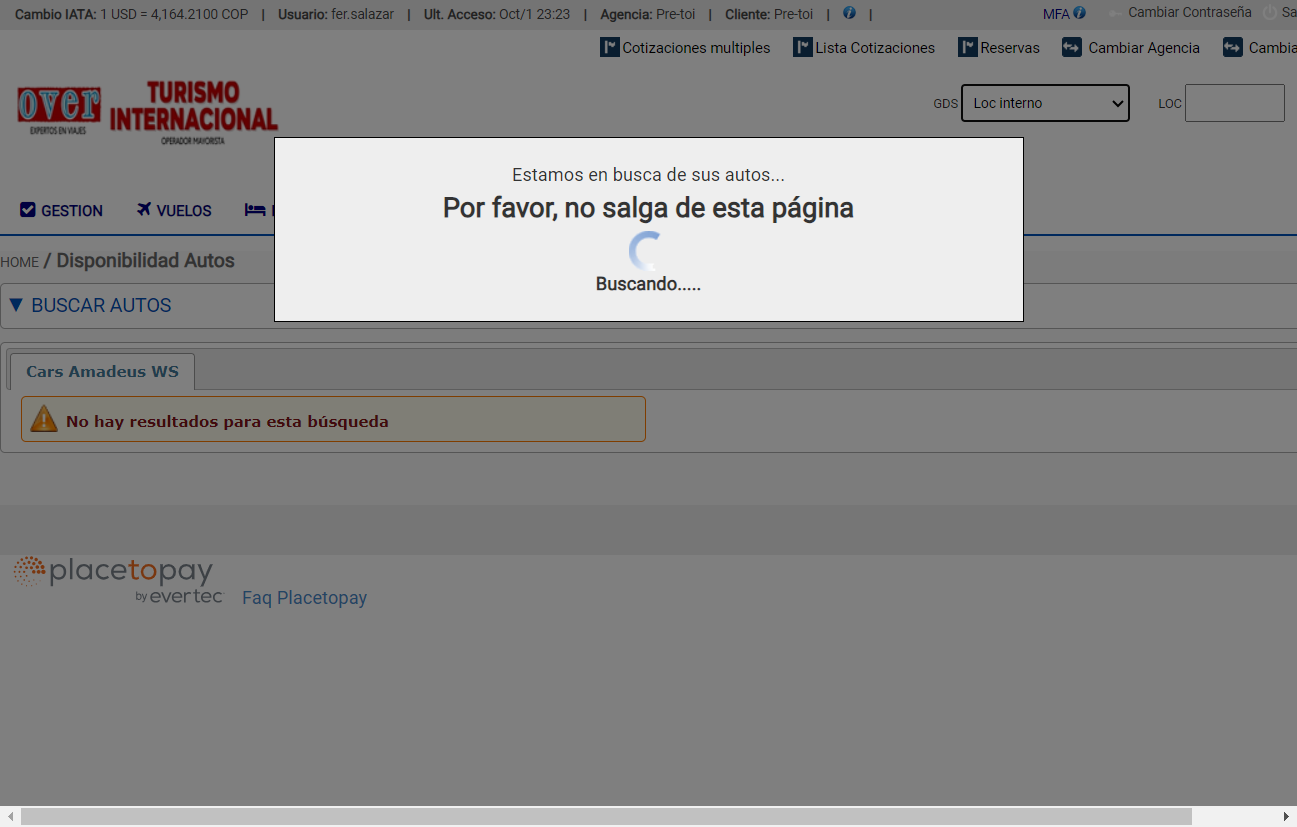 Cambio IATA: 1 USD = 4,164.2100 COP | Usuario: fer.salazar | Ult. Acceso: Oct/1 23:23 | Agencia: Pre-toi | Cliente: Pre-toi | | MFA Cambiar Contraseña Sa
Cotizaciones multiples Lista Cotizaciones Reservas Cambiar Agencia Cambia
over EXPERTOS EN VIAJES
TURISMO
INTERNACIONAL
OPERADOR MAYORISTA
GDS Loc interno LOC
Estamos en busca de sus autos...
Por favor, no salga de esta página
Buscando.....
GESTION VUELOS
HOME / Disponibilidad Autos
▼ BUSCAR AUTOS
Cars Amadeus WS
No hay resultados para esta búsqueda
placetopay
by evertec
Faq Placetopay